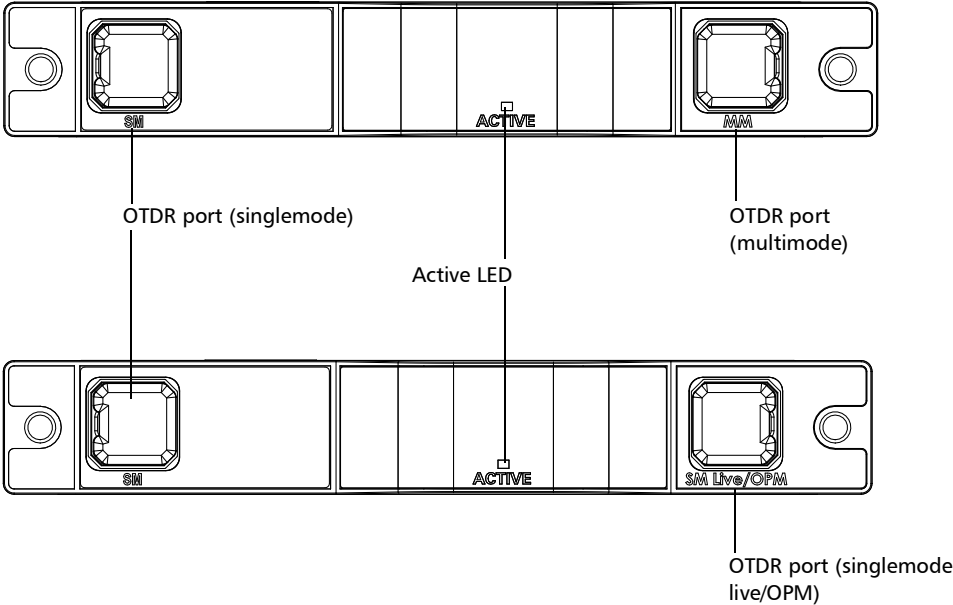 SM
ACTIVE
MM
OTDR port (singlemode)
OTDR port
(multimode)
Active LED
SM
ACTIVE
SM Live/OPM
OTDR port (singlemode
live/OPM)